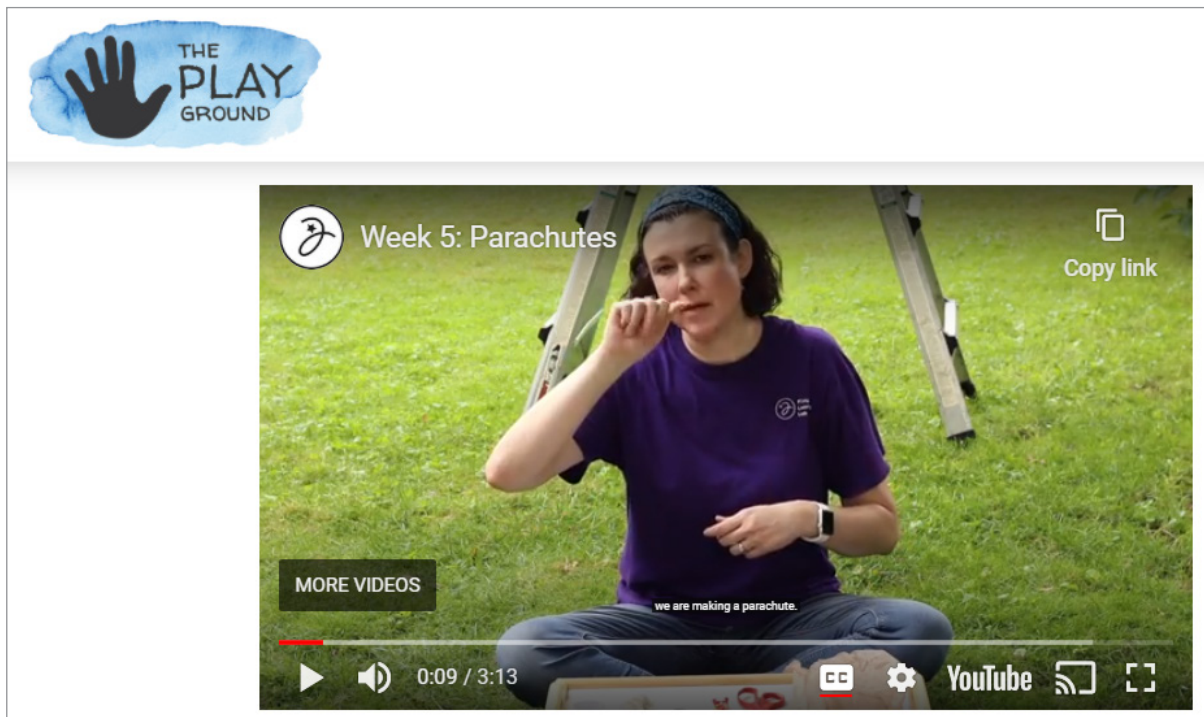 THE
PLAY
GROUND
Week 5: Parachutes
Copy link
MORE VIDEOS
we are making a parachute.
0:09 / 3:13
CC
YouTube